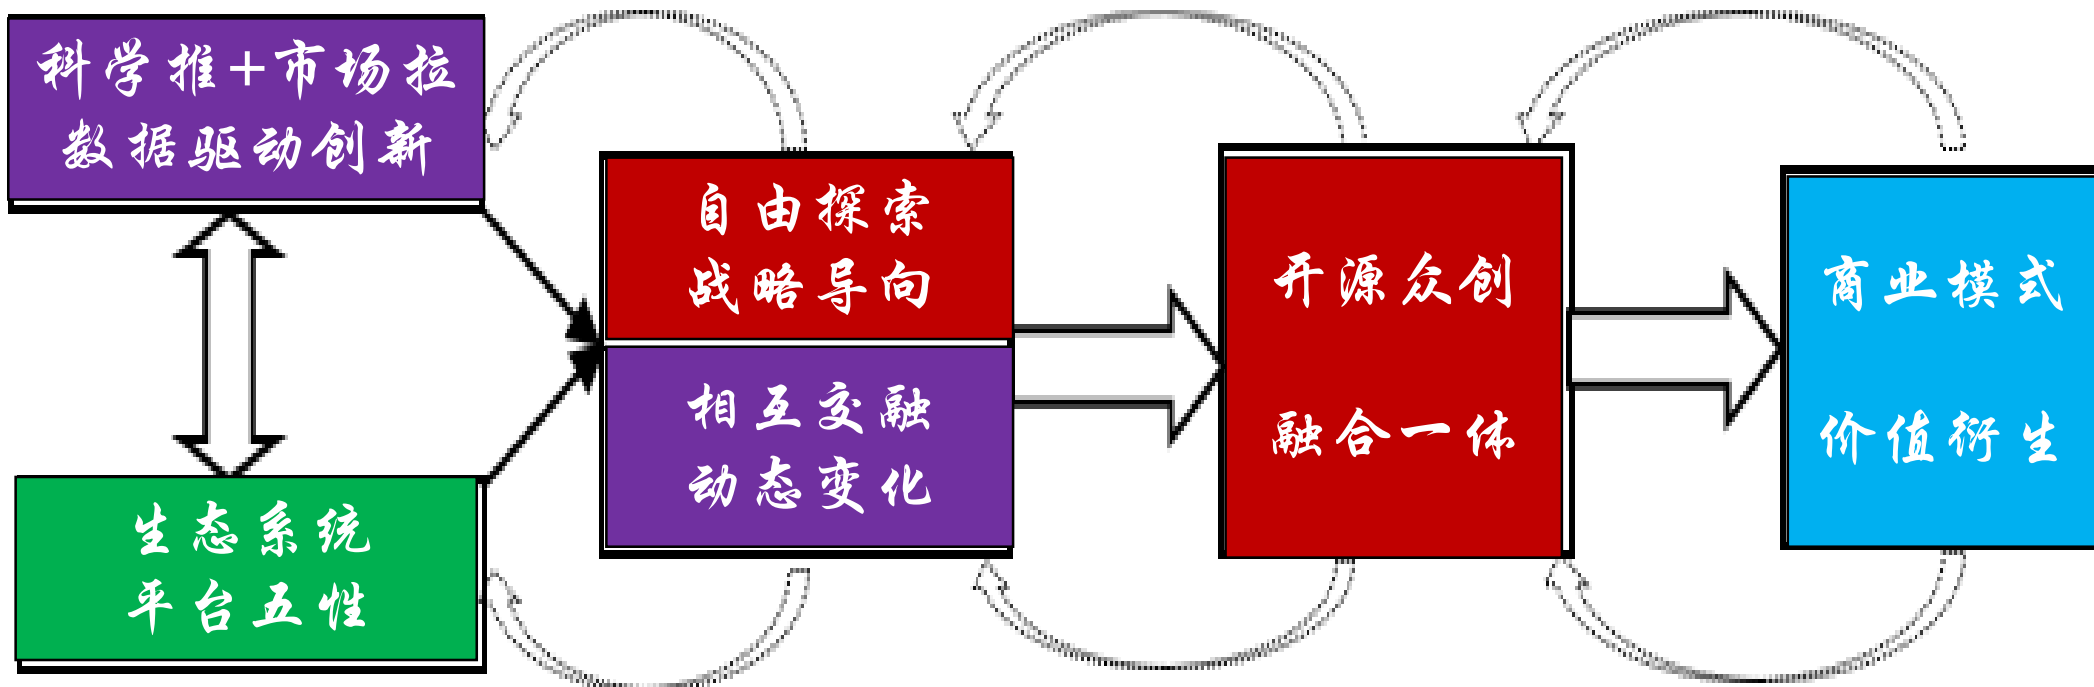 科学推+市场拉
数据驱动创新
生态系统
平台五性
自由探索
战略导向
相互交融
动态变化
开源众创
融合一体
商业模式
价值衍生